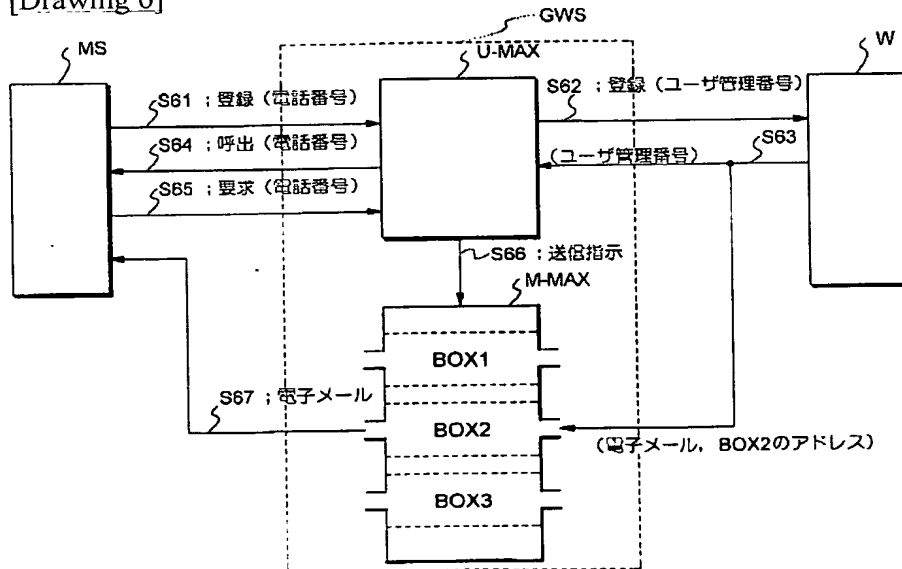 [Drawing 6]
GWS
MS
U-MAX
W
S61 ; 登録 (電話番号)
S62 ; 登録 (ユーザ管理番号)
S64 ; 呼出 (電話番号)
(ユーザ管理番号)
S63
S65 ; 要求 (電話番号)
S66 ; 送信指示
M-MAX
BOX1
S67 ; 電子メール
BOX2
(電子メール, BOX2のアドレス)
BOX3